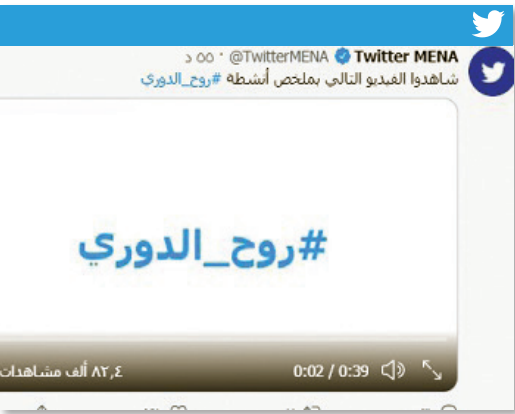 Twitter MENA @TwitterMENA · ٥٥ د
شاهدوا الفيديو التالي بملخص أنشطة #روح_الدوري
#روح_الدوري
0:02 / 0:39 ٨٢,٤ ألف مشاهدات